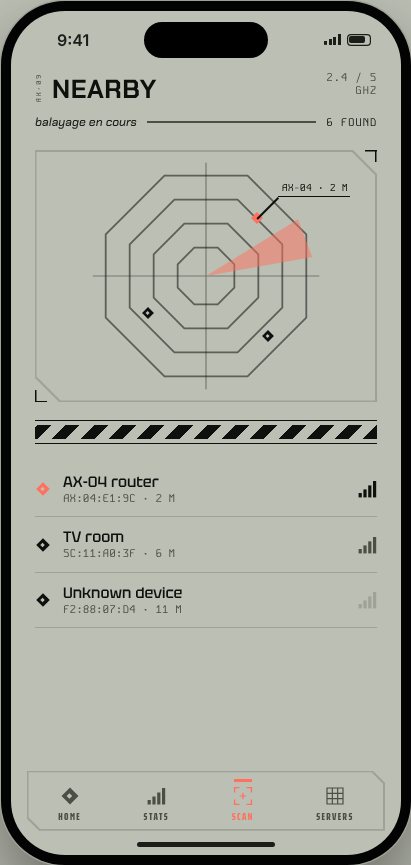 9:41
AX-03
NEARBY
2.4 / 5
GHZ
balayage en cours
6 FOUND
AX-04 · 2 M
AX-04 router
AX:04:E1:9C · 2 M
TV room
5C:11:A0:3F · 6 M
Unknown device
F2:88:07:D4 · 11 M
HOME
STATS
SCAN
SERVERS